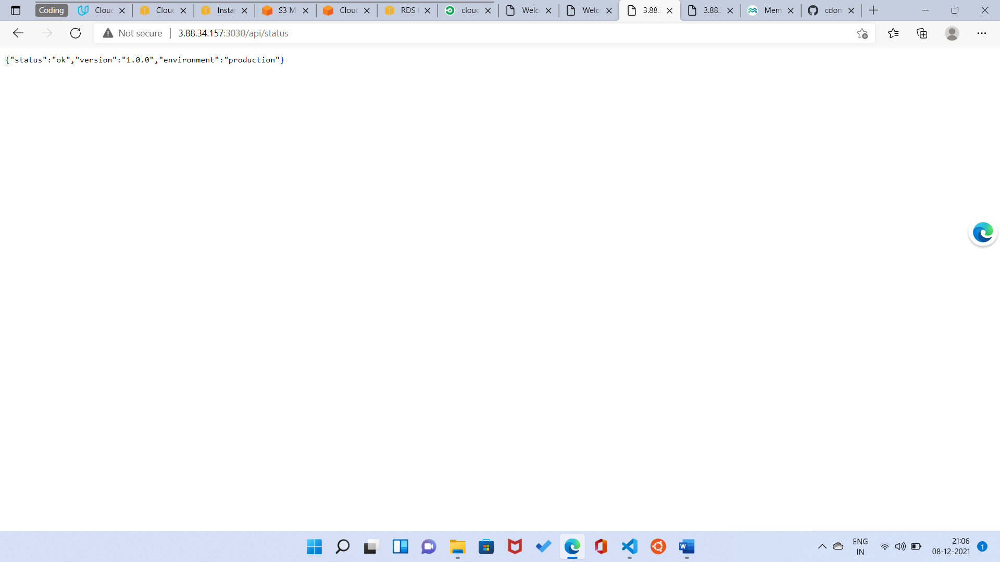 Coding
Clouc
Clouc
Instar
S3 M
Clouc
RDS
clouc
Welc
Welc
3.88.
3.88.
Mem
cdon
Not secure
3.88.34.157:3030/api/status
{"status":"ok","version":"1.0.0","environment":"production"}
ENG
IN
21:06
08-12-2021
1